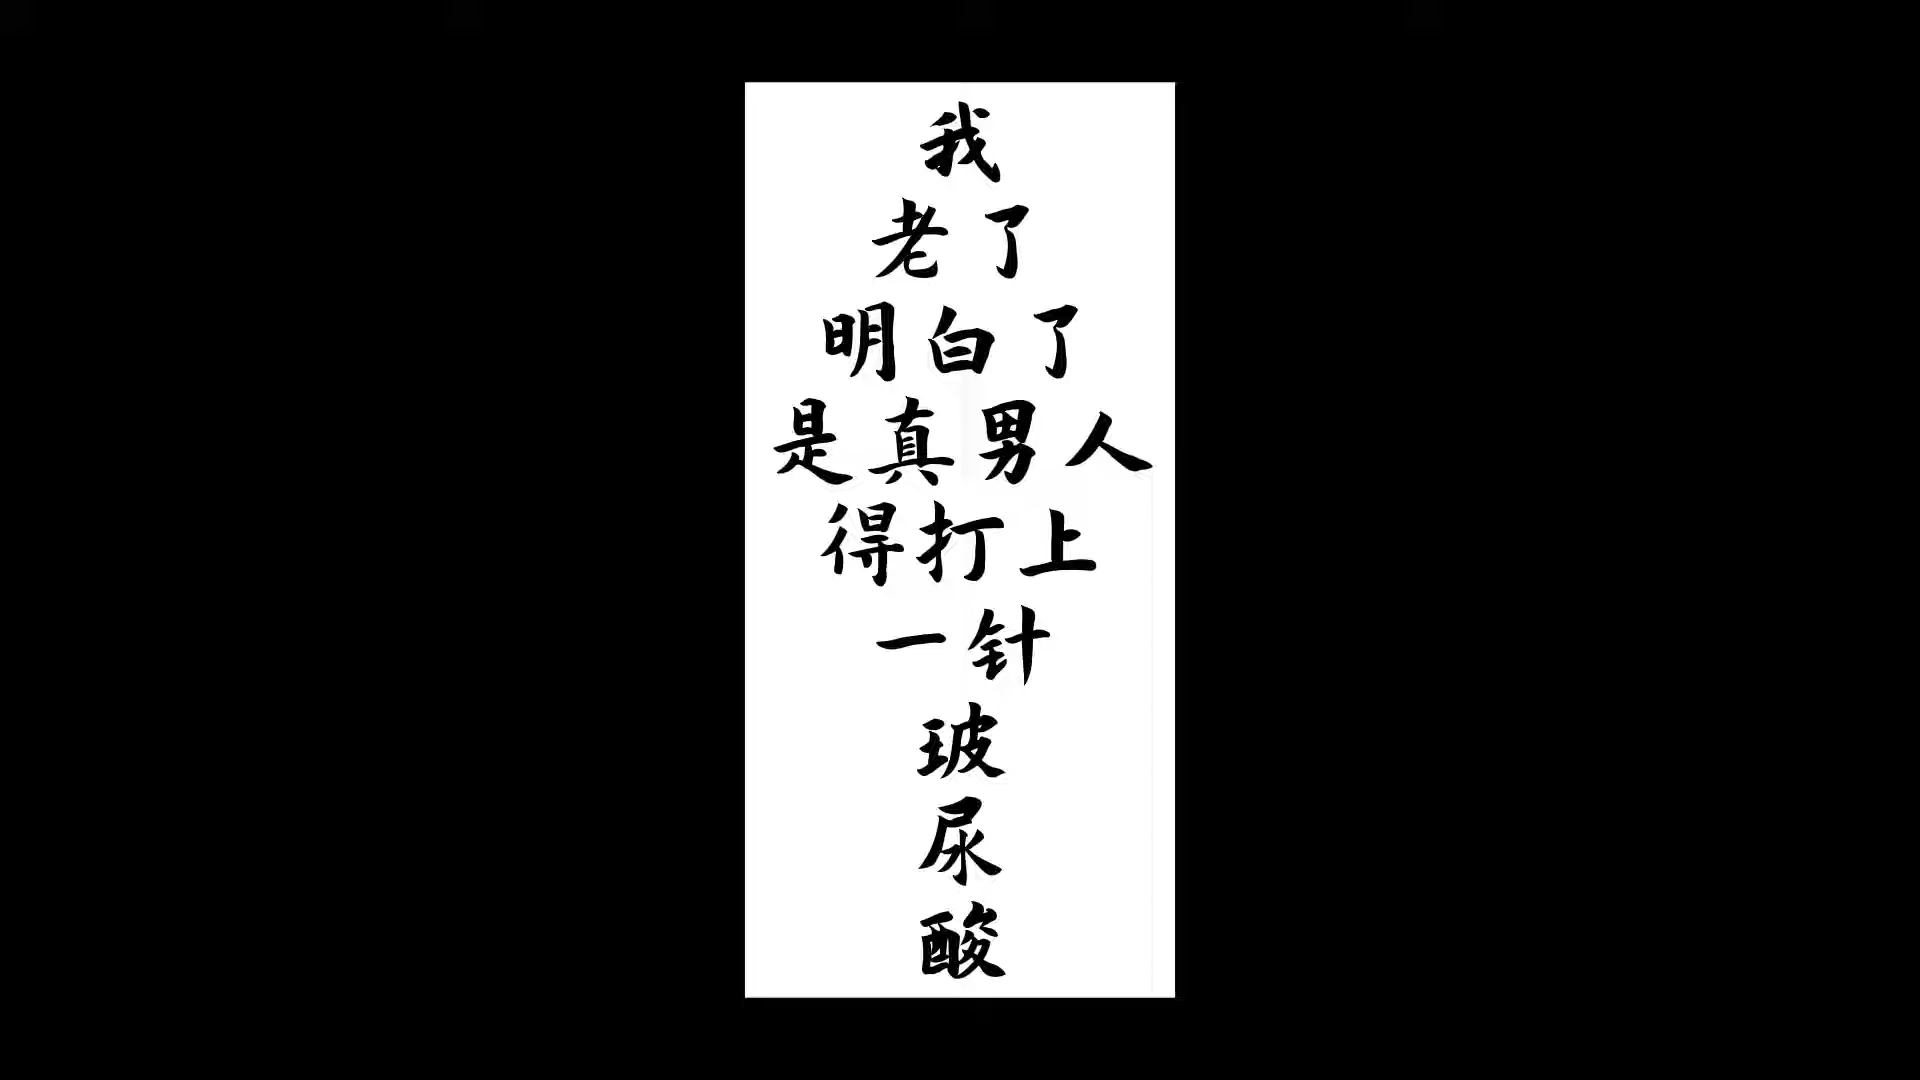 我
老了
明白了
是真男人
得打上
一针
玻
尿
酸